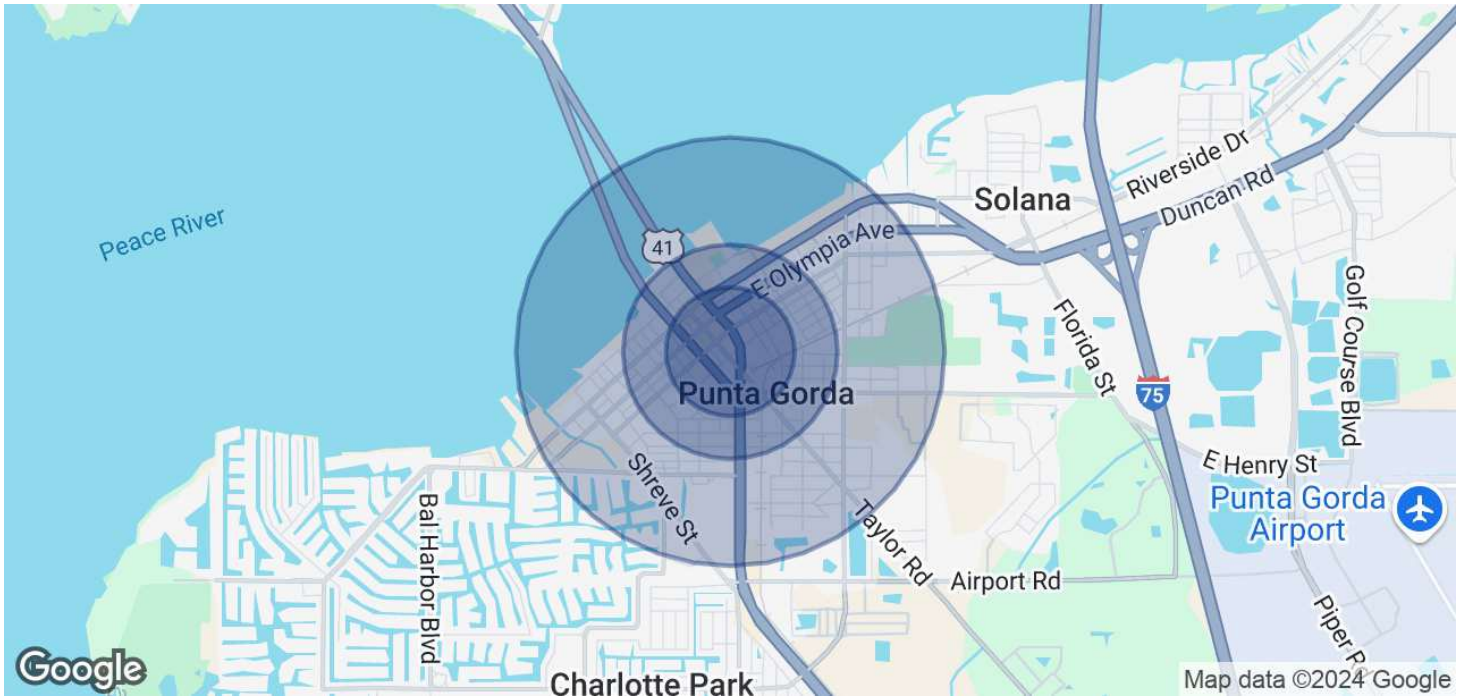 Peace River
41
E Olympia Ave
Solana
Riverside Dr
Duncan Rd
Punta Gorda
Florida St
75
Golf Course Blvd
E Henry St
Punta Gorda
Airport
Shreve St
Bal Harbor Blvd
Taylor Rd
Airport Rd
Piper Rd
Charlotte Park
Google
Map data ©2024 Google